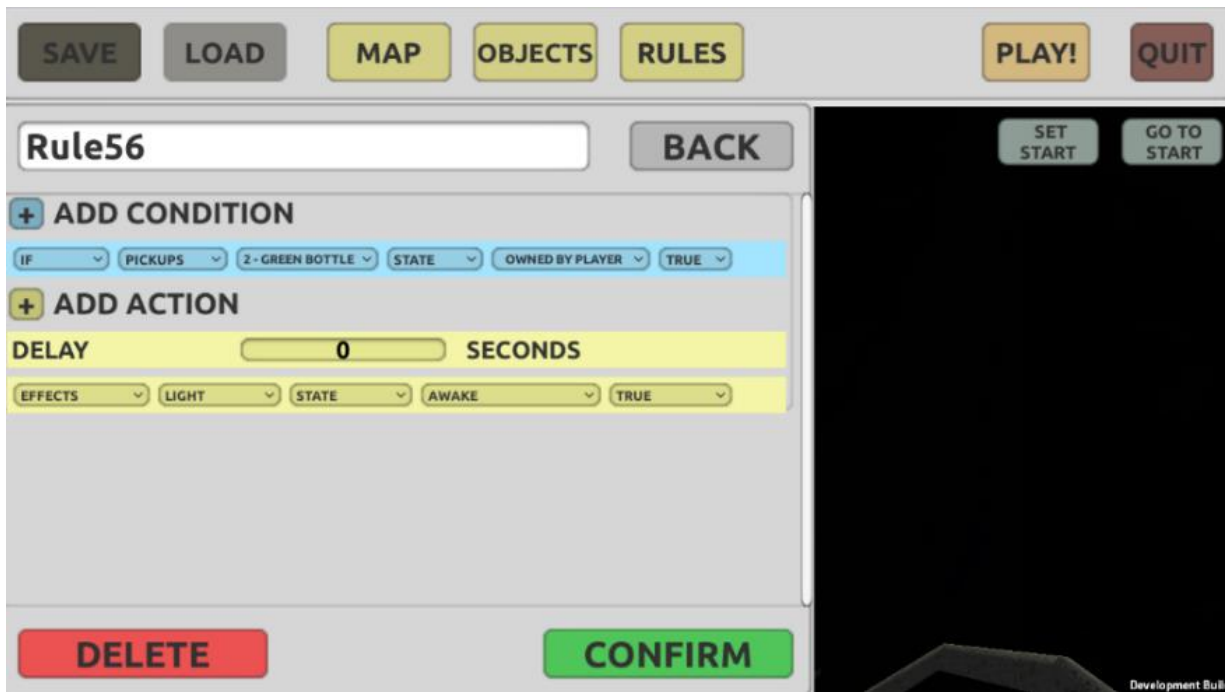 SAVE LOAD MAP OBJECTS RULES PLAY! QUIT
Rule56 BACK
SET
START
GO TO
START
+ ADD CONDITION
IF PICKUPS 2 - GREEN BOTTLE STATE OWNED BY PLAYER TRUE
+ ADD ACTION
DELAY 0 SECONDS
EFFECTS LIGHT STATE AWAKE TRUE
DELETE CONFIRM
Development Buil